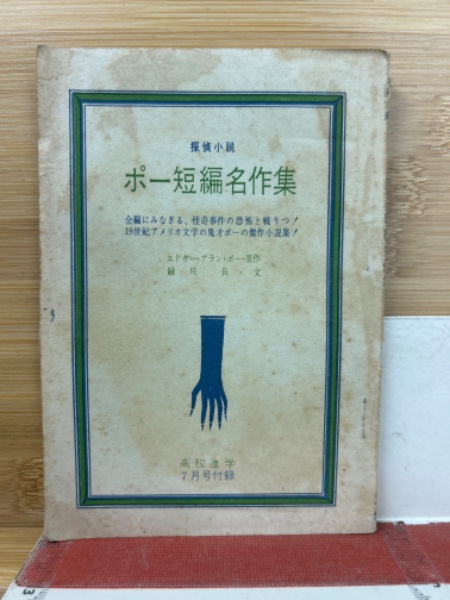 探偵小説
ポー短編名作集
全編にみなぎる、怪奇事件の恐怖と戦りつ!
19世紀アメリカ文学の鬼才ポーの傑作小説集!
エドガー・アラン・ポー・原作
良・文
高校進学
7月号付録